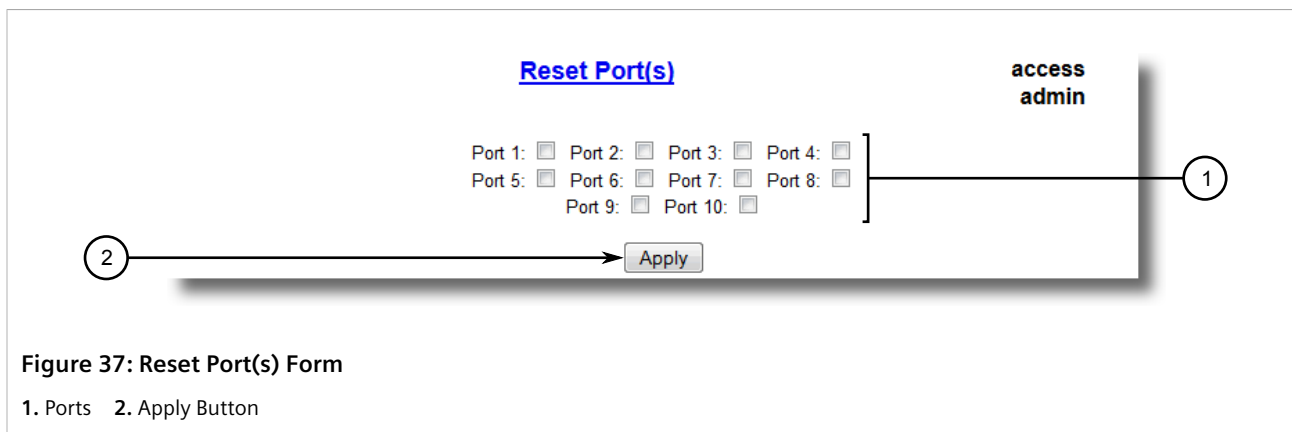 Reset Port(s)
access
admin
Port 1: Port 2: Port 3: Port 4:
Port 5: Port 6: Port 7: Port 8:
Port 9: Port 10:
1
2
Apply
Figure 37: Reset Port(s) Form
1. Ports 2. Apply Button